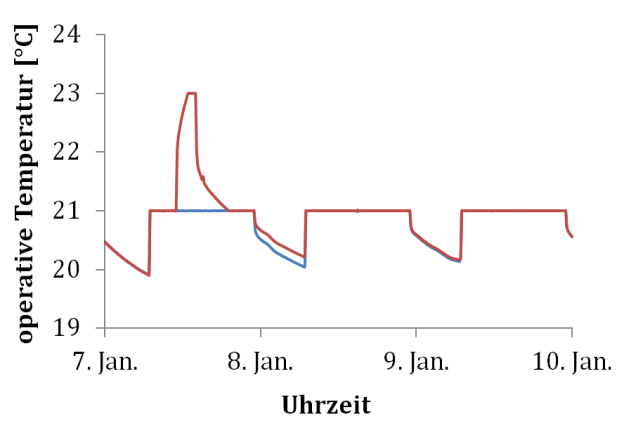 operative Temperatur [°C]
24
23
22
21
20
19
7. Jan.
8. Jan.
9. Jan.
10. Jan.
Uhrzeit